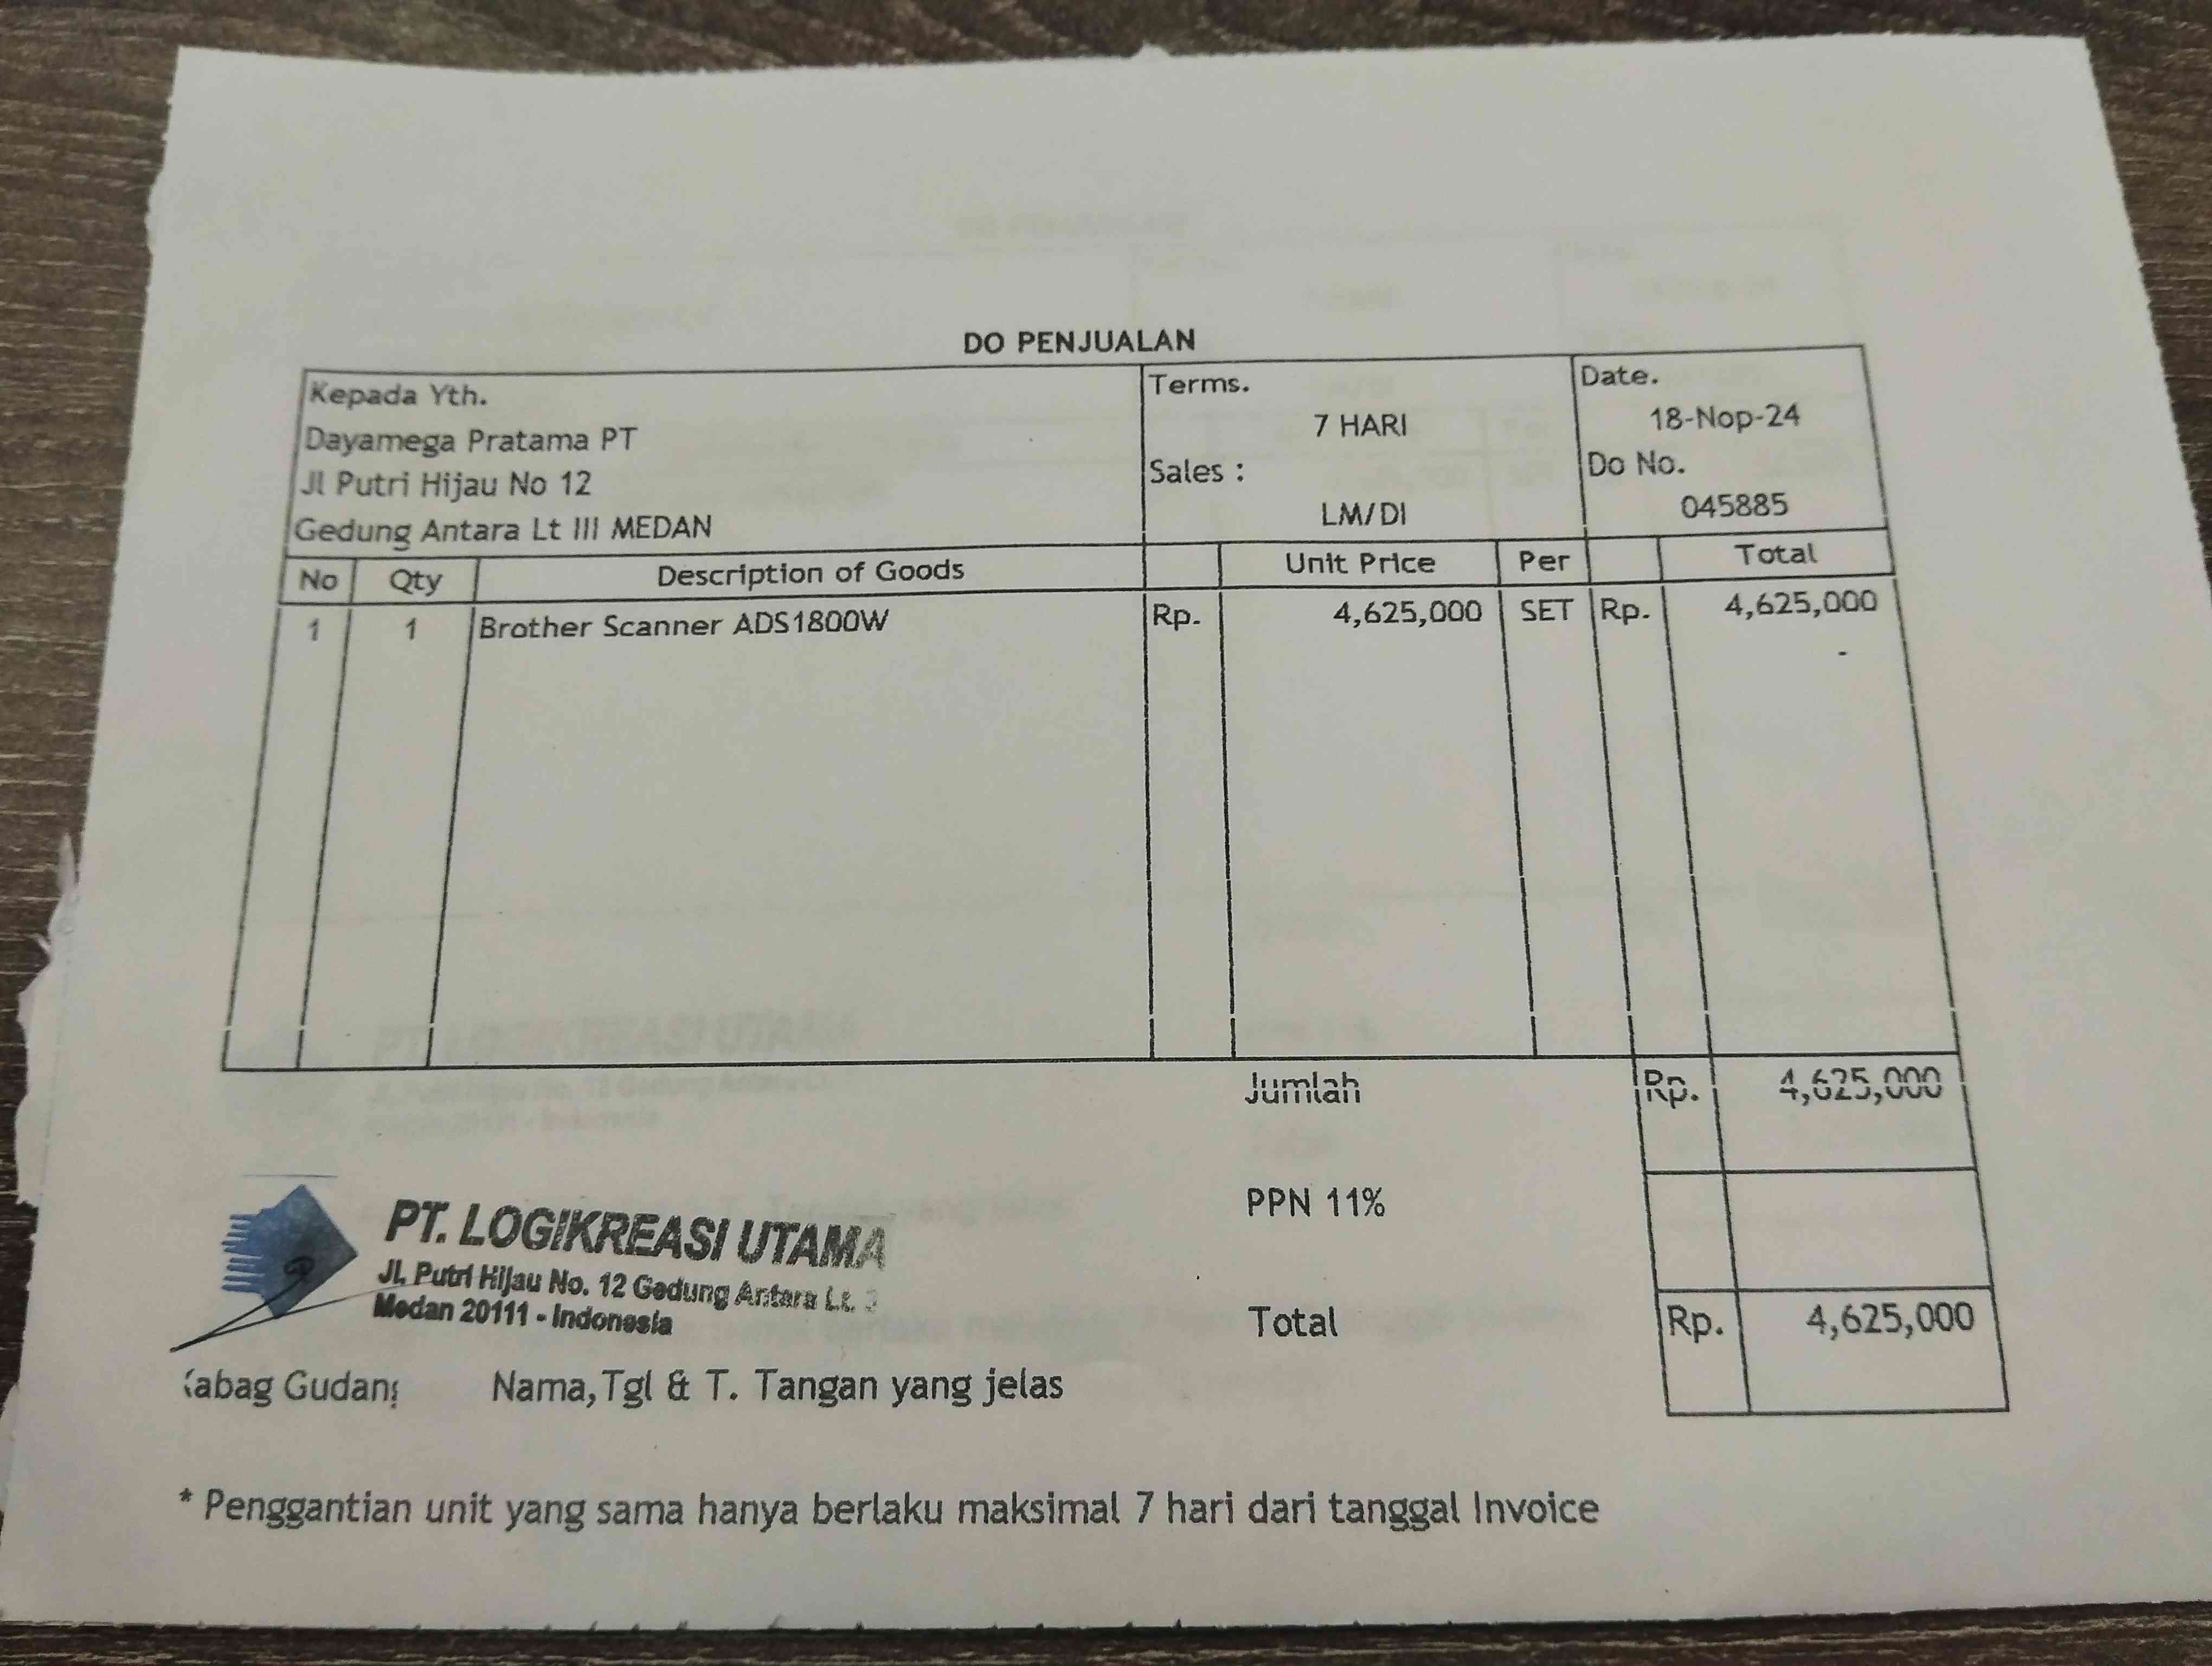 DO PENJUALAN
Kepada Yth.
Dayamega Pratama PT
Jl Putri Hijau No 12
Gedung Antara Lt III MEDAN
Terms.
7 HARI
Sales :
LM/DI
Date.
18-Nop-24
Do No.
045885
No Qty Description of Goods Unit Price Per Total
1 1 Brother Scanner ADS1800W Rp. 4,625,000 SET Rp. 4,625,000
Jumlah Rp. 4,625,000
PPN 11%
Total Rp. 4,625,000
PT. LOGIKREASI UTAMA
Jl. Putri Hijau No. 12 Gedung Antara Lt. 3
Medan 20111 - Indonesia
Kabag Gudang Nama,Tgl & T. Tangan yang jelas
* Penggantian unit yang sama hanya berlaku maksimal 7 hari dari tanggal Invoice